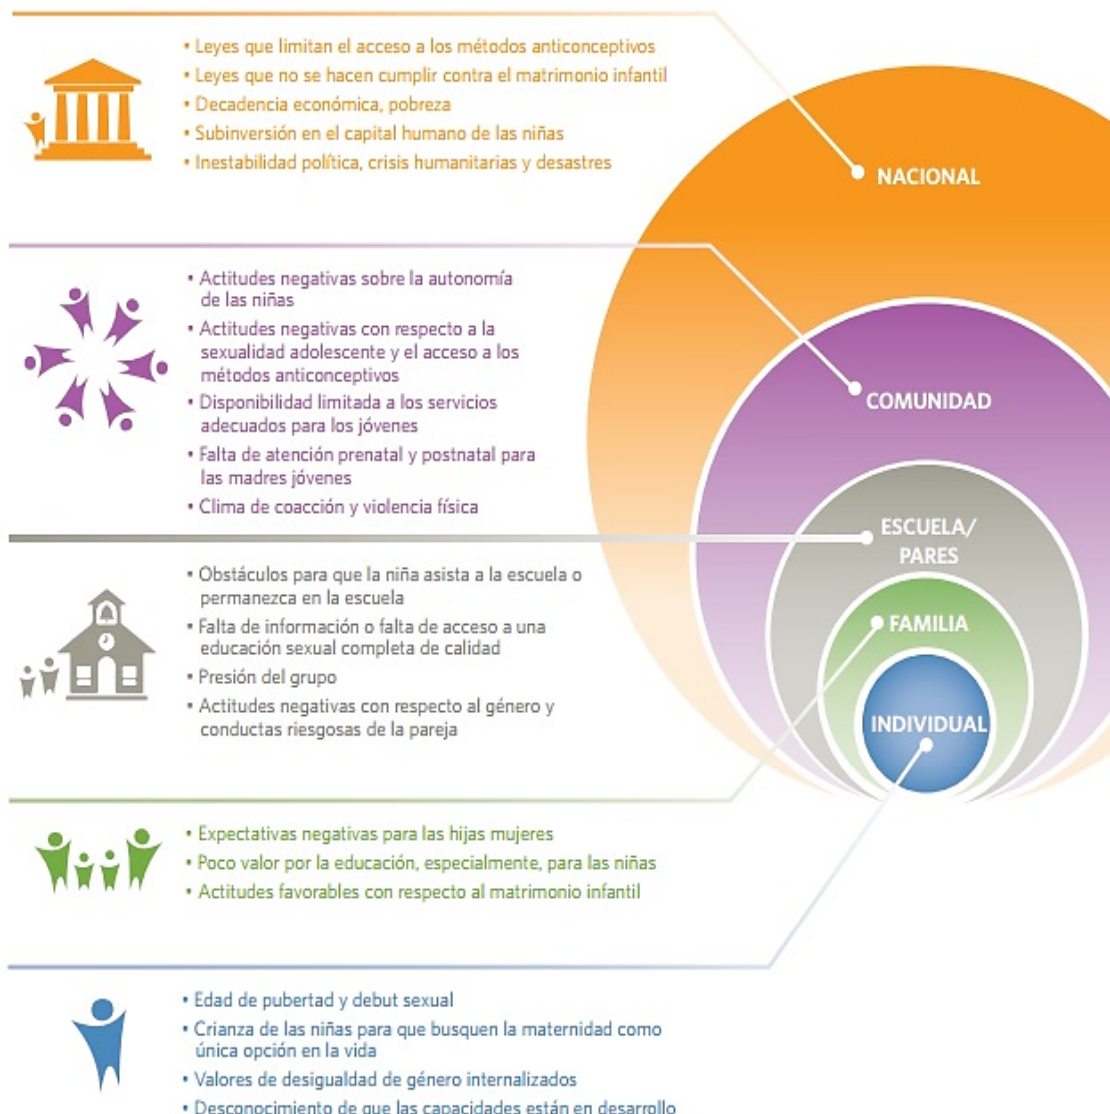 • Leyes que limitan el acceso a los métodos anticonceptivos
• Leyes que no se hacen cumplir contra el matrimonio infantil
• Decadencia económica, pobreza
• Subinversión en el capital humano de las niñas
• Inestabilidad política, crisis humanitarias y desastres
NACIONAL
• Actitudes negativas sobre la autonomía
de las niñas
• Actitudes negativas con respecto a la
sexualidad adolescente y el acceso a los
métodos anticonceptivos
• Disponibilidad limitada a los servicios
adecuados para los jóvenes
• Falta de atención prenatal y postnatal para
las madres jóvenes
• Clima de coacción y violencia física
COMUNIDAD
• Obstáculos para que la niña asista a la escuela o
permanezca en la escuela
• Falta de información o falta de acceso a una
educación sexual completa de calidad
• Presión del grupo
• Actitudes negativas con respecto al género y
conductas riesgosas de la pareja
ESCUELA/
PARES
• Expectativas negativas para las hijas mujeres
• Poco valor por la educación, especialmente, para las niñas
• Actitudes favorables con respecto al matrimonio infantil
FAMILIA
• Edad de pubertad y debut sexual
• Crianza de las niñas para que busquen la maternidad como
única opción en la vida
• Valores de desigualdad de género internalizados
• Desconocimiento de que las capacidades están en desarrollo
INDIVIDUAL